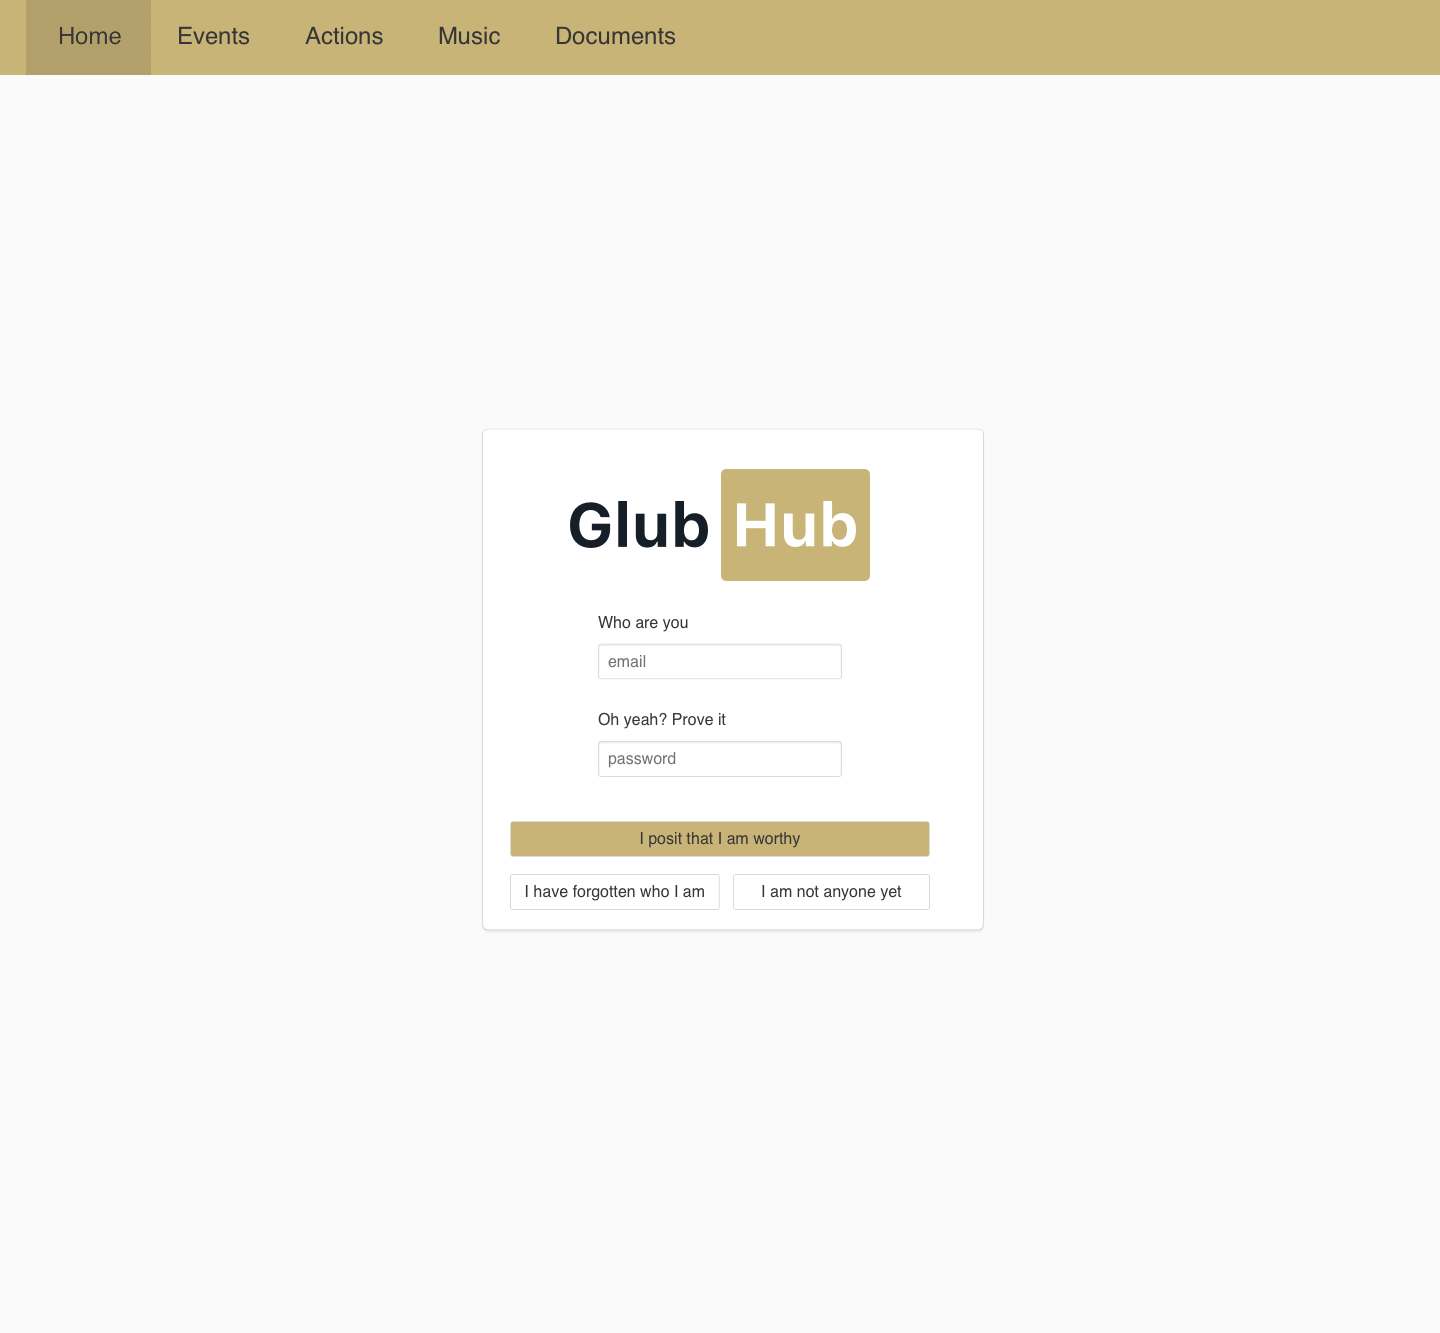 Home Events Actions Music Documents
Glub Hub
Who are you
email
Oh yeah? Prove it
password
I posit that I am worthy
I have forgotten who I am I am not anyone yet